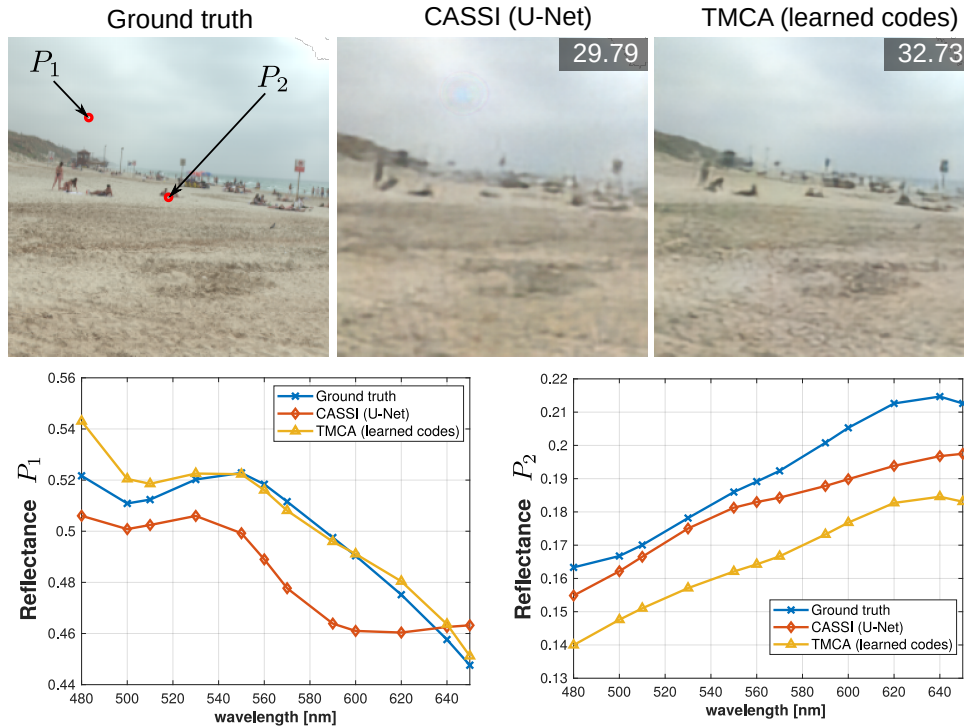 Ground truth
CASSI (U-Net)
TMCA (learned codes)
P1
P2
29.79
32.73
0.56
0.54
0.52
0.5
0.48
0.46
0.44
Reflectance P1
Ground truth
CASSI (U-Net)
TMCA (learned codes)
480 500 520 540 560 580 600 620 640
wavelength [nm]
0.22
0.21
0.2
0.19
0.18
0.17
0.16
0.15
0.14
0.13
Reflectance P2
Ground truth
CASSI (U-Net)
TMCA (learned codes)
480 500 520 540 560 580 600 620 640
wavelength [nm]